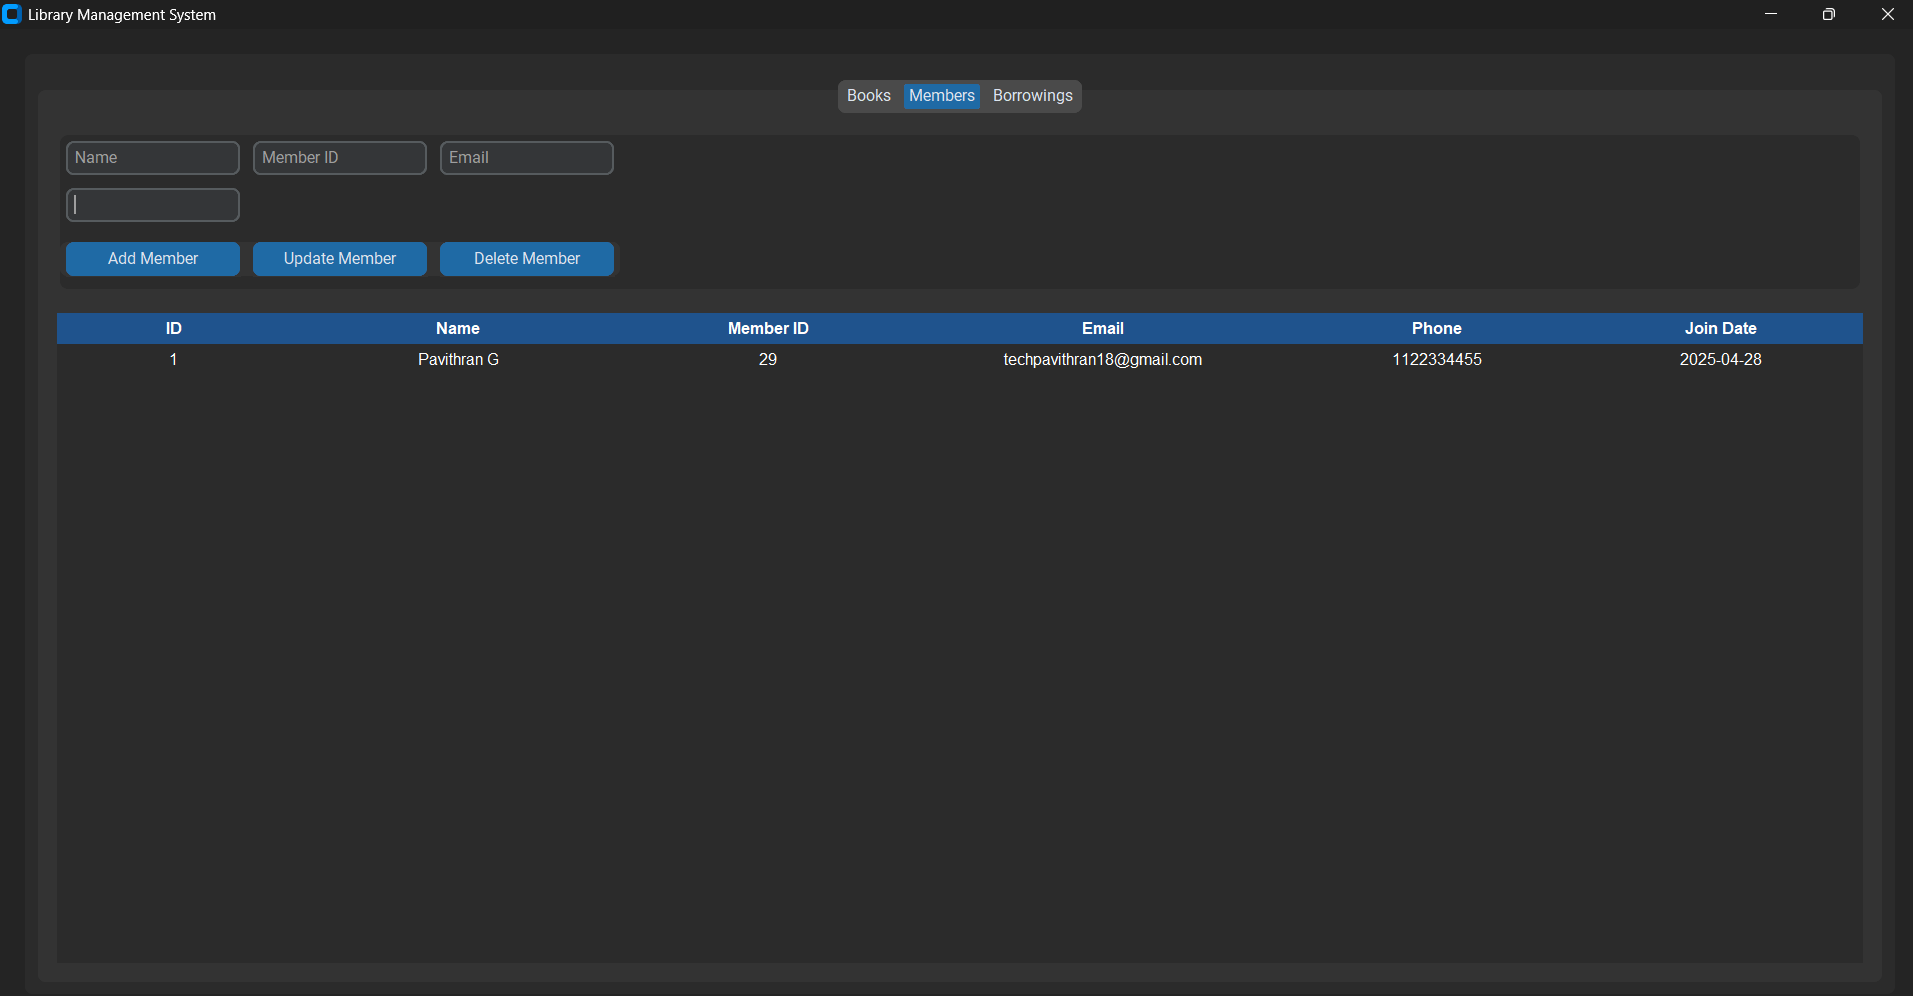 Library Management System
Books Members Borrowings
Name Member ID Email
Add Member Update Member Delete Member
ID Name Member ID Email Phone Join Date
1 Pavithran G 29 techpavithran18@gmail.com 1122334455 2025-04-28